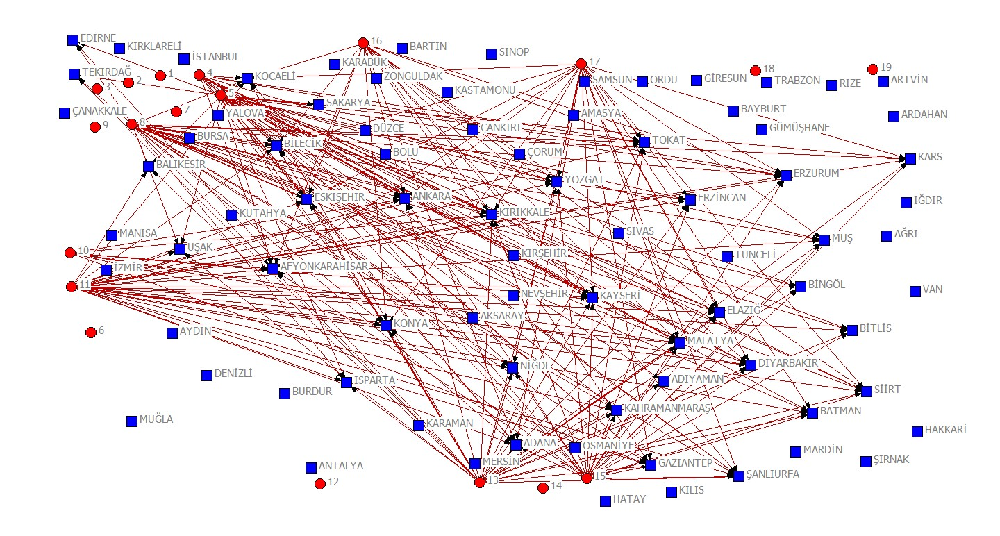 EDİRNE
KIRKLARELİ
İSTANBUL
16
BARTIN
SİNOP
17
18
19
KARABÜK
TEKİRDAĞ
1
4
KOCAELİ
ZONGULDAK
SAMSUN
ORDU
GİRESUN
TRABZON
RİZE
ARTVİN
2
3
5
KASTAMONU
SAKARYA
ÇANAKKALE
7
YALOVA
AMASYA
BAYBURT
ARDAHAN
9
8
DÜZCE
ÇANKIRI
GÜMÜŞHANE
BURSA
BİLECİK
TOKAT
BOLU
ÇORUM
KARS
BALIKESİR
ERZURUM
YOZGAT
ESKİŞEHİR
ANKARA
ERZİNCAN
IĞDIR
KÜTAHYA
KIRIKKALE
MANİSA
SİVAS
AĞRI
MUŞ
10
UŞAK
KIRŞEHİR
TUNCELİ
İZMİR
AFYONKARAHİSAR
11
BİNGÖL
VAN
NEVŞEHİR
KAYSERİ
ELAZIĞ
AKSARAY
KONYA
6
AYDIN
BİTLİS
MALATYA
NİĞDE
DİYARBAKIR
DENİZLİ
ISPARTA
ADIYAMAN
BURDUR
SİİRT
KAHRAMANMARAŞ
BATMAN
MUĞLA
KARAMAN
HAKKARİ
ADANA
OSMANİYE
MARDİN
MERSİN
GAZİANTEP
ŞIRNAK
ANTALYA
ŞANLIURFA
12
13
14
15
KİLİS
HATAY